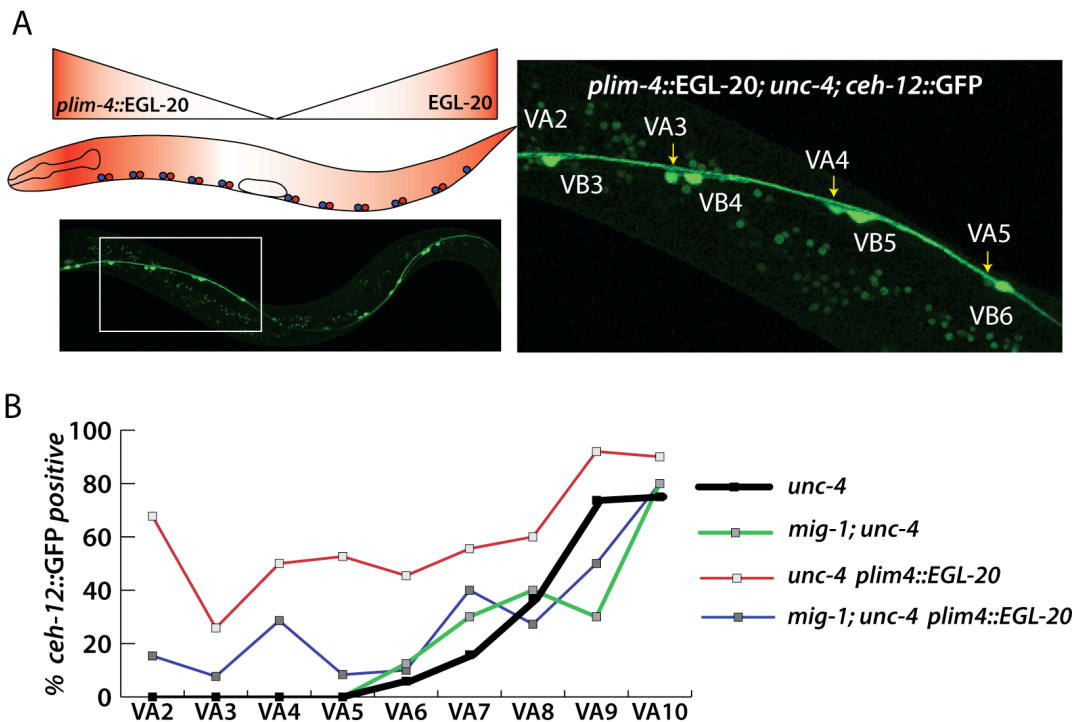 A
plim-4::EGL-20
EGL-20
plim-4::EGL-20; unc-4; ceh-12::GFP
VA2
VA3
VA4
VA5
VB3
VB4
VB5
VB6
B
% ceh-12::GFP positive
100
80
60
40
20
0
VA2 VA3 VA4 VA5 VA6 VA7 VA8 VA9 VA10
unc-4
mig-1; unc-4
unc-4 plim4::EGL-20
mig-1; unc-4 plim4::EGL-20